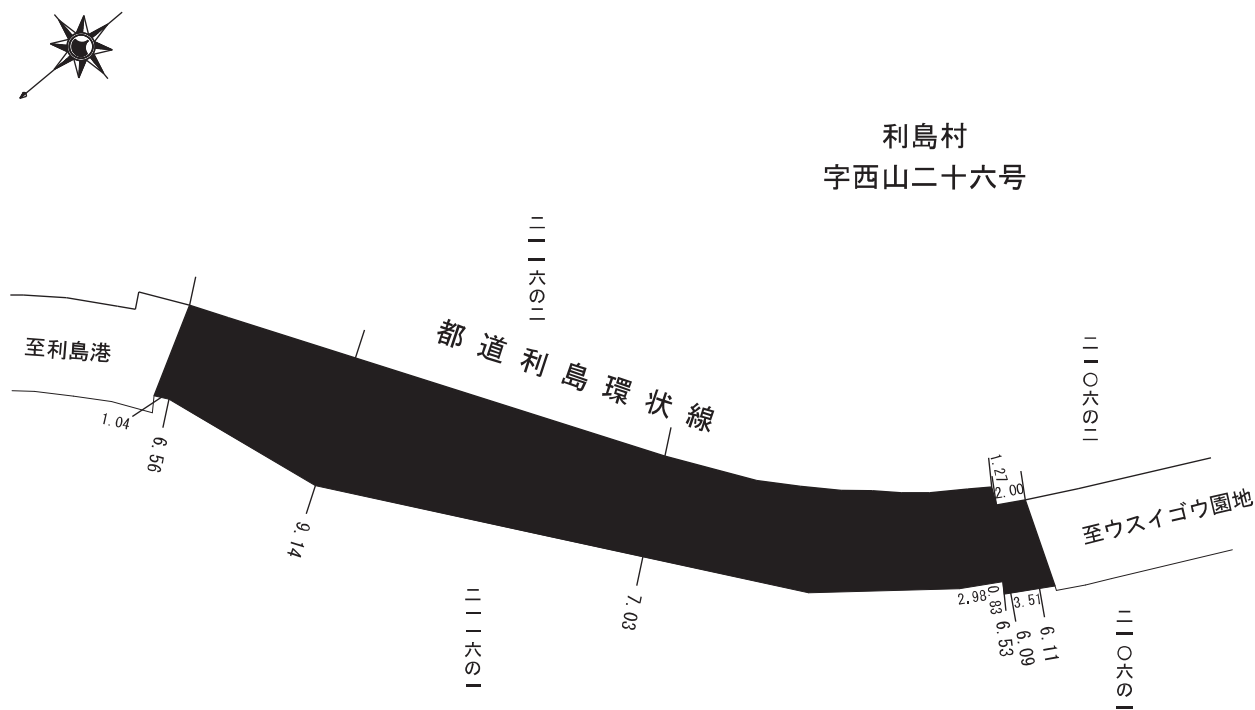 利島村
字西山二十六号
二一一六の二
都道利島環状線
至利島港
二一〇六の二
至ウスイゴウ園地
1.04
6.56
9.14
7.03
1.27
2.00
2.98
0.83
3.51
6.53
6.09
6.11
二一一六の一
二一〇六の一